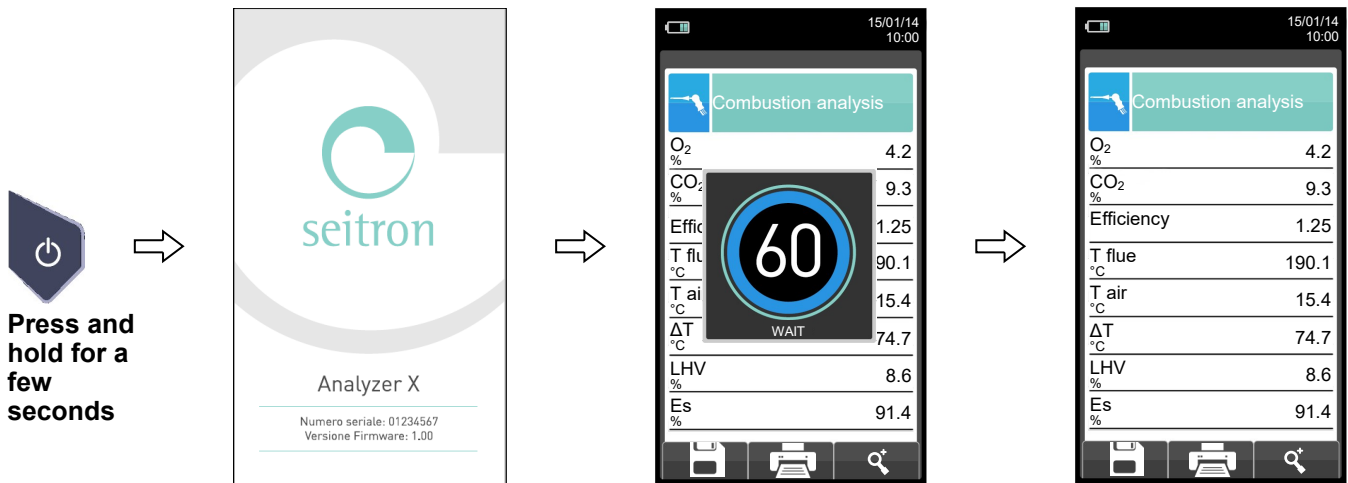 Press and
hold for a
few
seconds
seitron
Analyzer X
Numero seriale: 01234567
Versione Firmware: 1.00
15/01/14
10:00
Combustion analysis
O₂ 4.2
%
CO₂ 9.3
%
Effic 1.25
T flu 90.1
°C
T ai 15.4
°C
ΔT 74.7
°C
LHV 8.6
%
Es 91.4
%
60
WAIT
15/01/14
10:00
Combustion analysis
O₂ 4.2
%
CO₂ 9.3
%
Efficiency 1.25
T flue 190.1
°C
T air 15.4
°C
ΔT 74.7
°C
LHV 8.6
%
Es 91.4
%